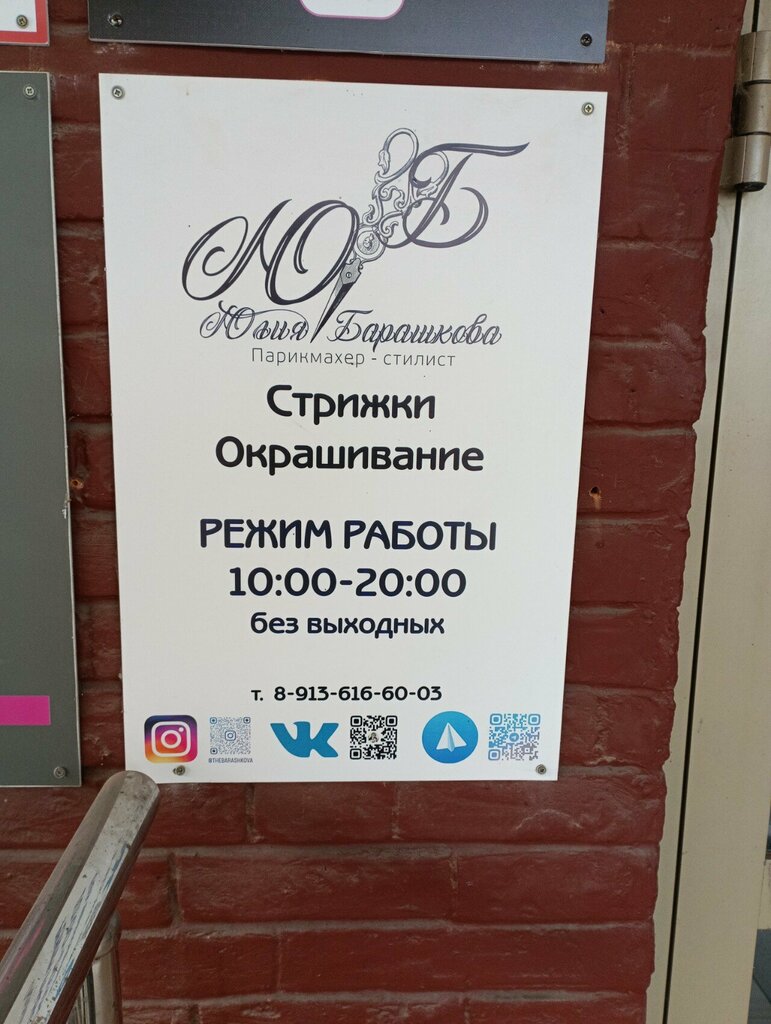 ЮБ
Юлия Барашкова
Парикмахер - стилист
Стрижки
Окрашивание
РЕЖИМ РАБОТЫ
10:00-20:00
без выходных
т. 8-913-616-60-03
@THEBARASHKOVA